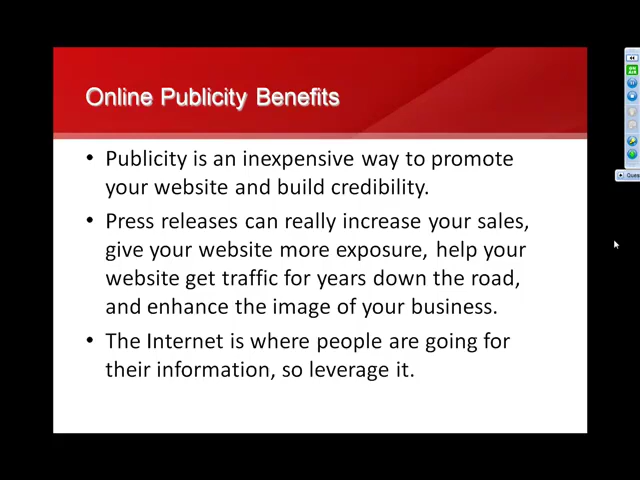 Online Publicity Benefits
• Publicity is an inexpensive way to promote
your website and build credibility.
• Press releases can really increase your sales,
give your website more exposure, help your
website get traffic for years down the road,
and enhance the image of your business.
• The Internet is where people are going for
their information, so leverage it.